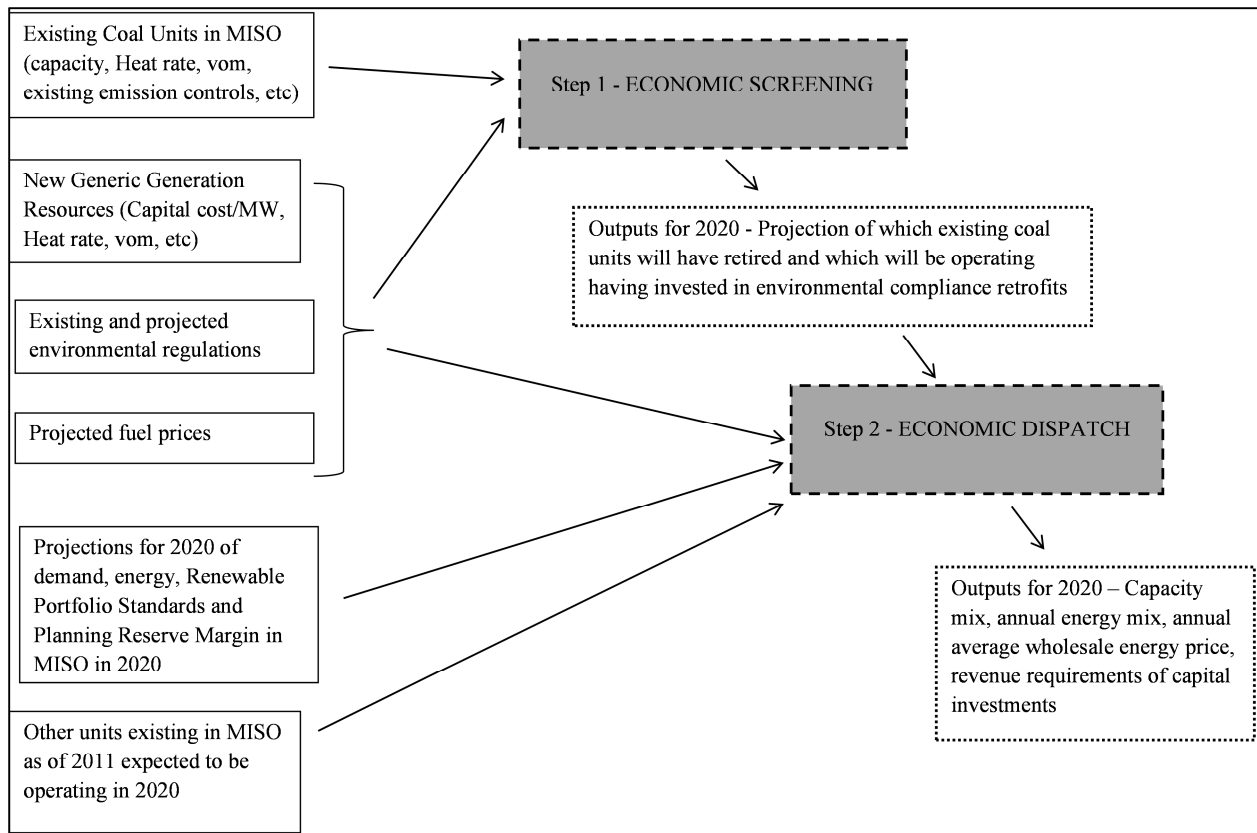 Existing Coal Units in MISO
(capacity, Heat rate, vom,
existing emission controls, etc)
Step 1 - ECONOMIC SCREENING
New Generic Generation
Resources (Capital cost/MW,
Heat rate, vom, etc)
Outputs for 2020 - Projection of which existing coal
units will have retired and which will be operating
having invested in environmental compliance retrofits
Existing and projected
environmental regulations
Projected fuel prices
Step 2 - ECONOMIC DISPATCH
Projections for 2020 of
demand, energy, Renewable
Portfolio Standards and
Planning Reserve Margin in
MISO in 2020
Outputs for 2020 – Capacity
mix, annual energy mix, annual
average wholesale energy price,
revenue requirements of capital
investments
Other units existing in MISO
as of 2011 expected to be
operating in 2020